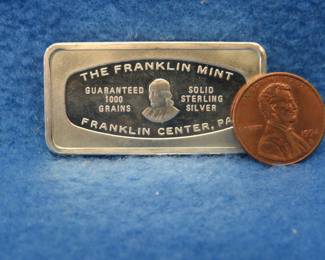 THE FRANKLIN MINT
GUARANTEED
1000
GRAINS
SOLID
STERLING
SILVER
FRANKLIN CENTER, PA